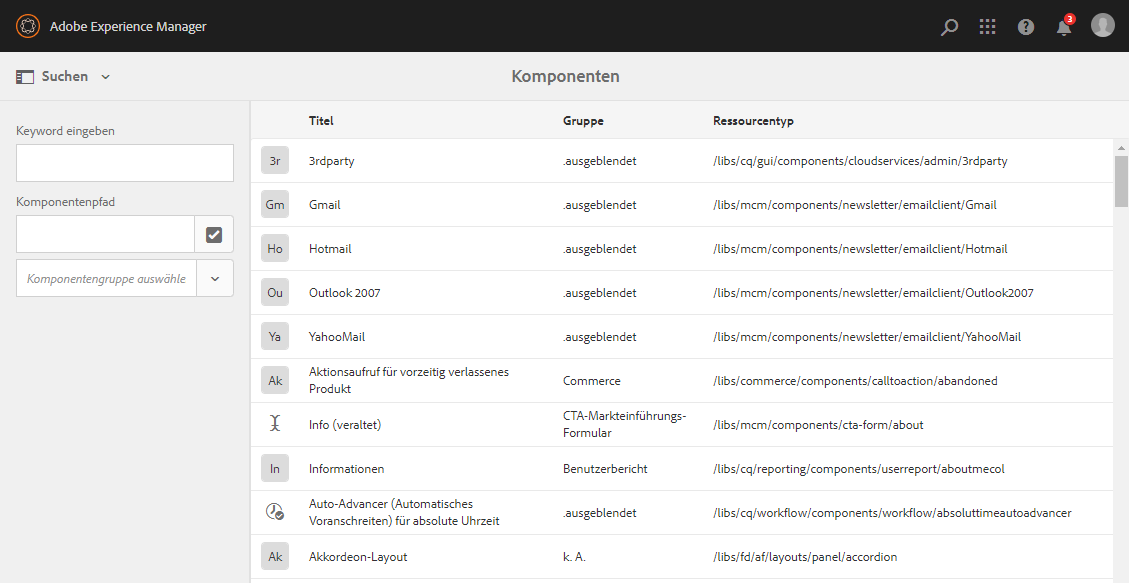 Adobe Experience Manager
3
Suchen
Komponenten
Keyword eingeben
Komponentenpfad
Komponentengruppe auswähle
Titel Gruppe Ressourcentyp
3r 3rdparty .ausgeblendet /libs/cq/gui/components/cloudservices/admin/3rdparty
Gm Gmail .ausgeblendet /libs/mcm/components/newsletter/emailclient/Gmail
Ho Hotmail .ausgeblendet /libs/mcm/components/newsletter/emailclient/Hotmail
Ou Outlook 2007 .ausgeblendet /libs/mcm/components/newsletter/emailclient/Outlook2007
Ya YahooMail .ausgeblendet /libs/mcm/components/newsletter/emailclient/YahooMail
Aktionsaufruf für vorzeitig verlassenes
Ak Produkt Commerce /libs/commerce/components/calltoaction/abandoned
CTA-Markteinführungs-
Info (veraltet) Formular /libs/mcm/components/cta-form/about
In Informationen Benutzerbericht /libs/cq/reporting/components/userreport/aboutmecol
Auto-Advancer (Automatisches
Voranschreiten) für absolute Uhrzeit .ausgeblendet /libs/cq/workflow/components/workflow/absoluttimeautoadvancer
Ak Akkordeon-Layout k. A. /libs/fd/af/layouts/panel/accordion